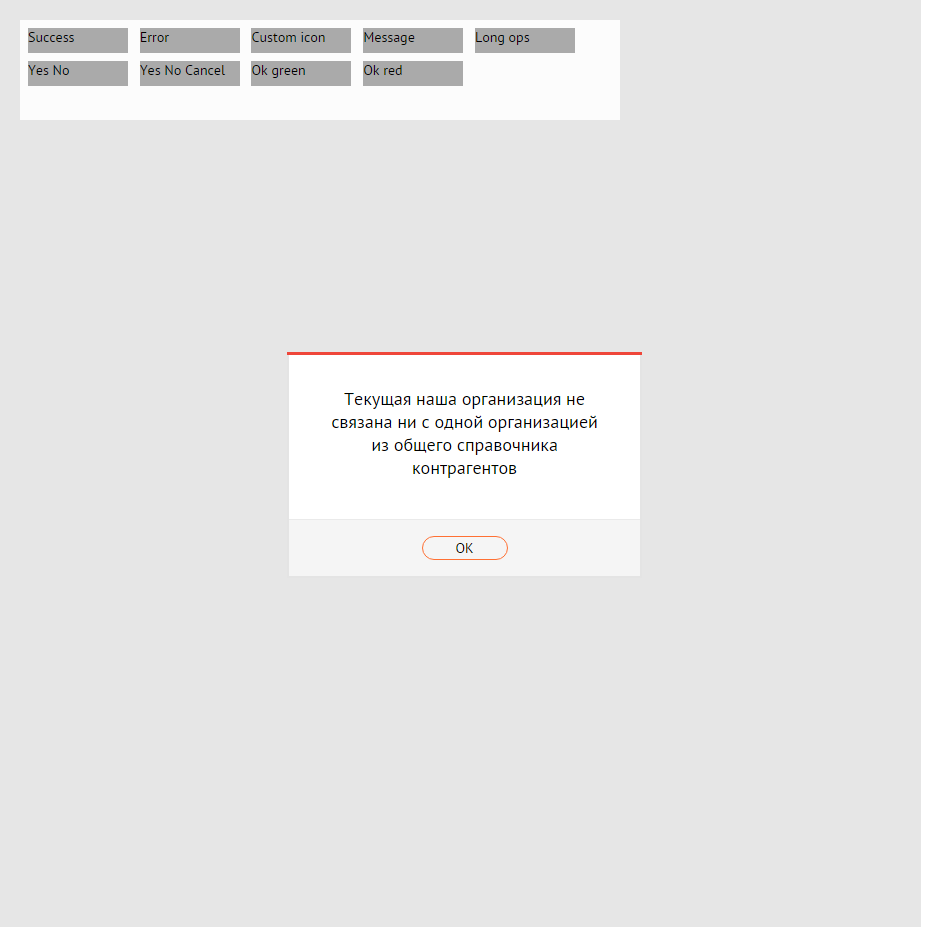 Success Error Custom icon Message Long ops
Yes No Yes No Cancel Ok green Ok red
Текущая наша организация не
связана ни с одной организацией
из общего справочника
контрагентов
ОК